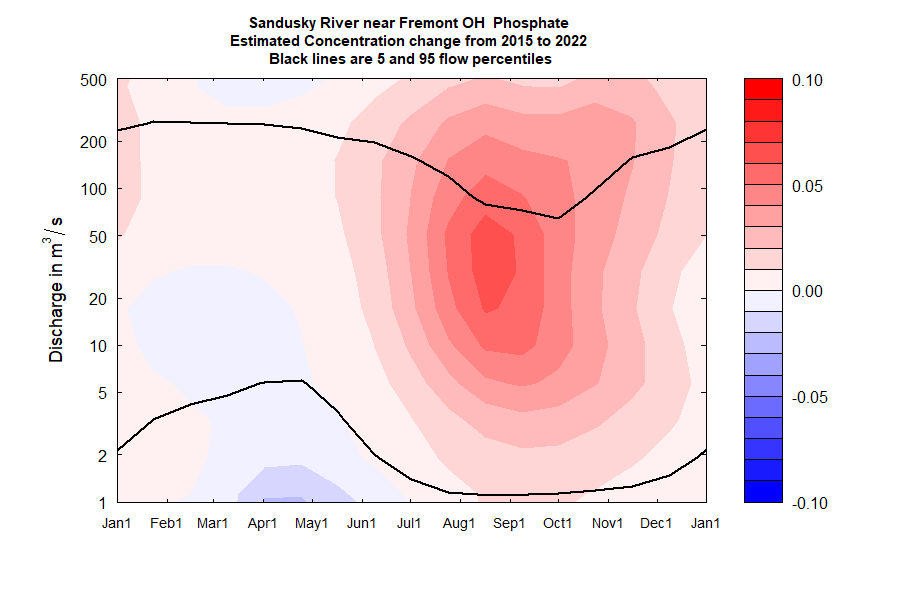 Sandusky River near Fremont OH  Phosphate
Estimated Concentration change from 2015 to 2022
Black lines are 5 and 95 flow percentiles
500
200
100
50
20
10
5
2
1
Discharge in m³/s
Jan1 Feb1 Mar1 Apr1 May1 Jun1 Jul1 Aug1 Sep1 Oct1 Nov1 Dec1 Jan1
0.10
0.05
0.00
-0.05
-0.10